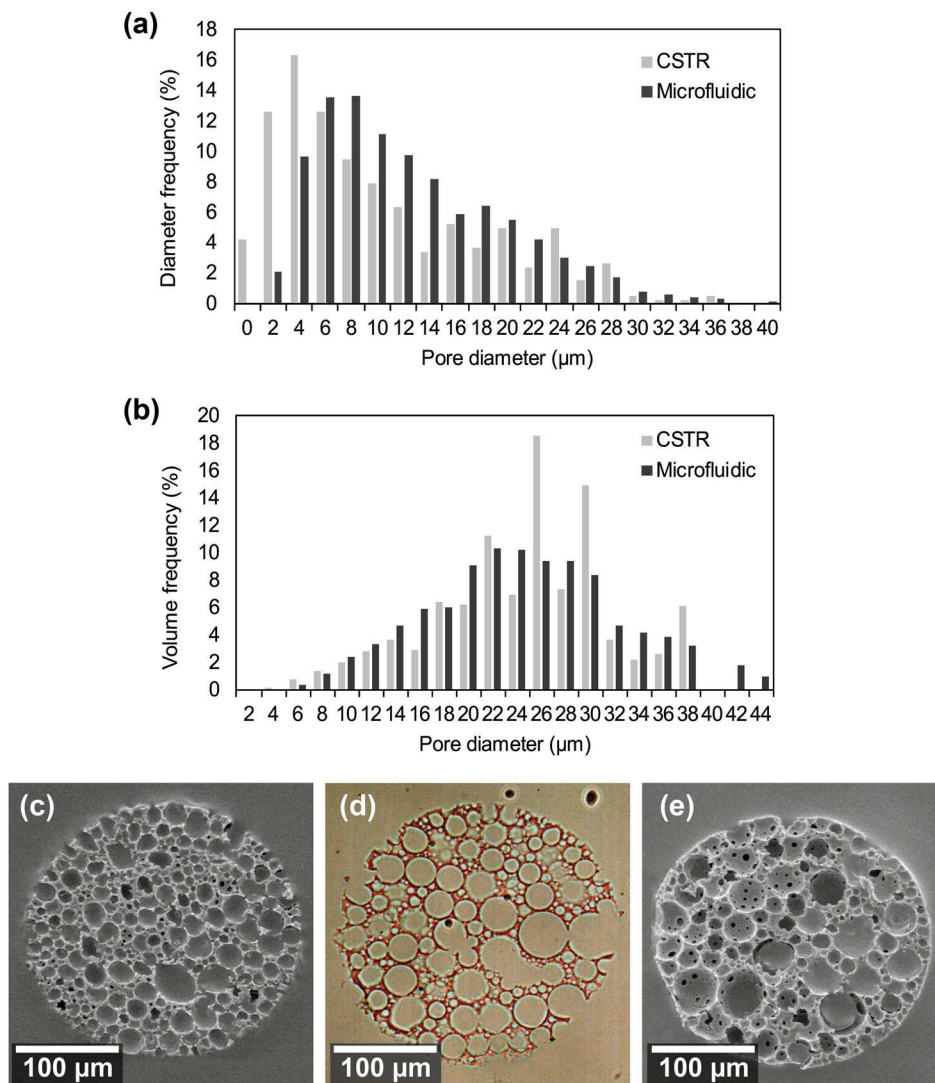 (a)
Diameter frequency (%)
18
16
14
12
10
8
6
4
2
0
CSTR
Microfluidic
0 2 4 6 8 10 12 14 16 18 20 22 24 26 28 30 32 34 36 38 40
Pore diameter (µm)
(b)
Volume frequency (%)
20
18
16
14
12
10
8
6
4
2
0
CSTR
Microfluidic
2 4 6 8 10 12 14 16 18 20 22 24 26 28 30 32 34 36 38 40 42 44
Pore diameter (µm)
(c) (d) (e)
100 µm 100 µm 100 µm